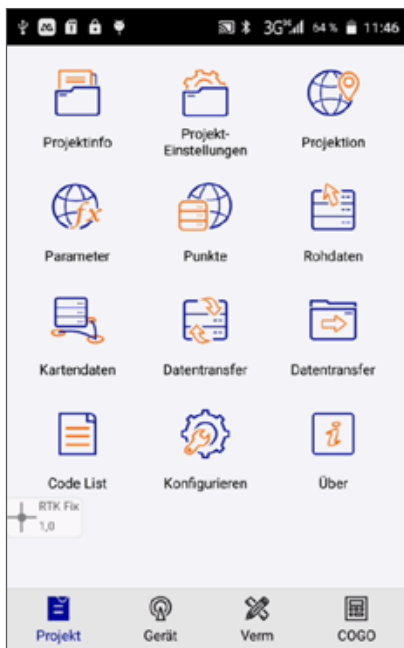 3G 64% 11:46
Projektinfo
Projekt-
Einstellungen
Projektion
fx
Parameter
Punkte
Rohdaten
Kartendaten
Datentransfer
Datentransfer
Code List
Konfigurieren
i
Über
RTK Fix
1,0
Projekt
Gerät
Verm
COGO